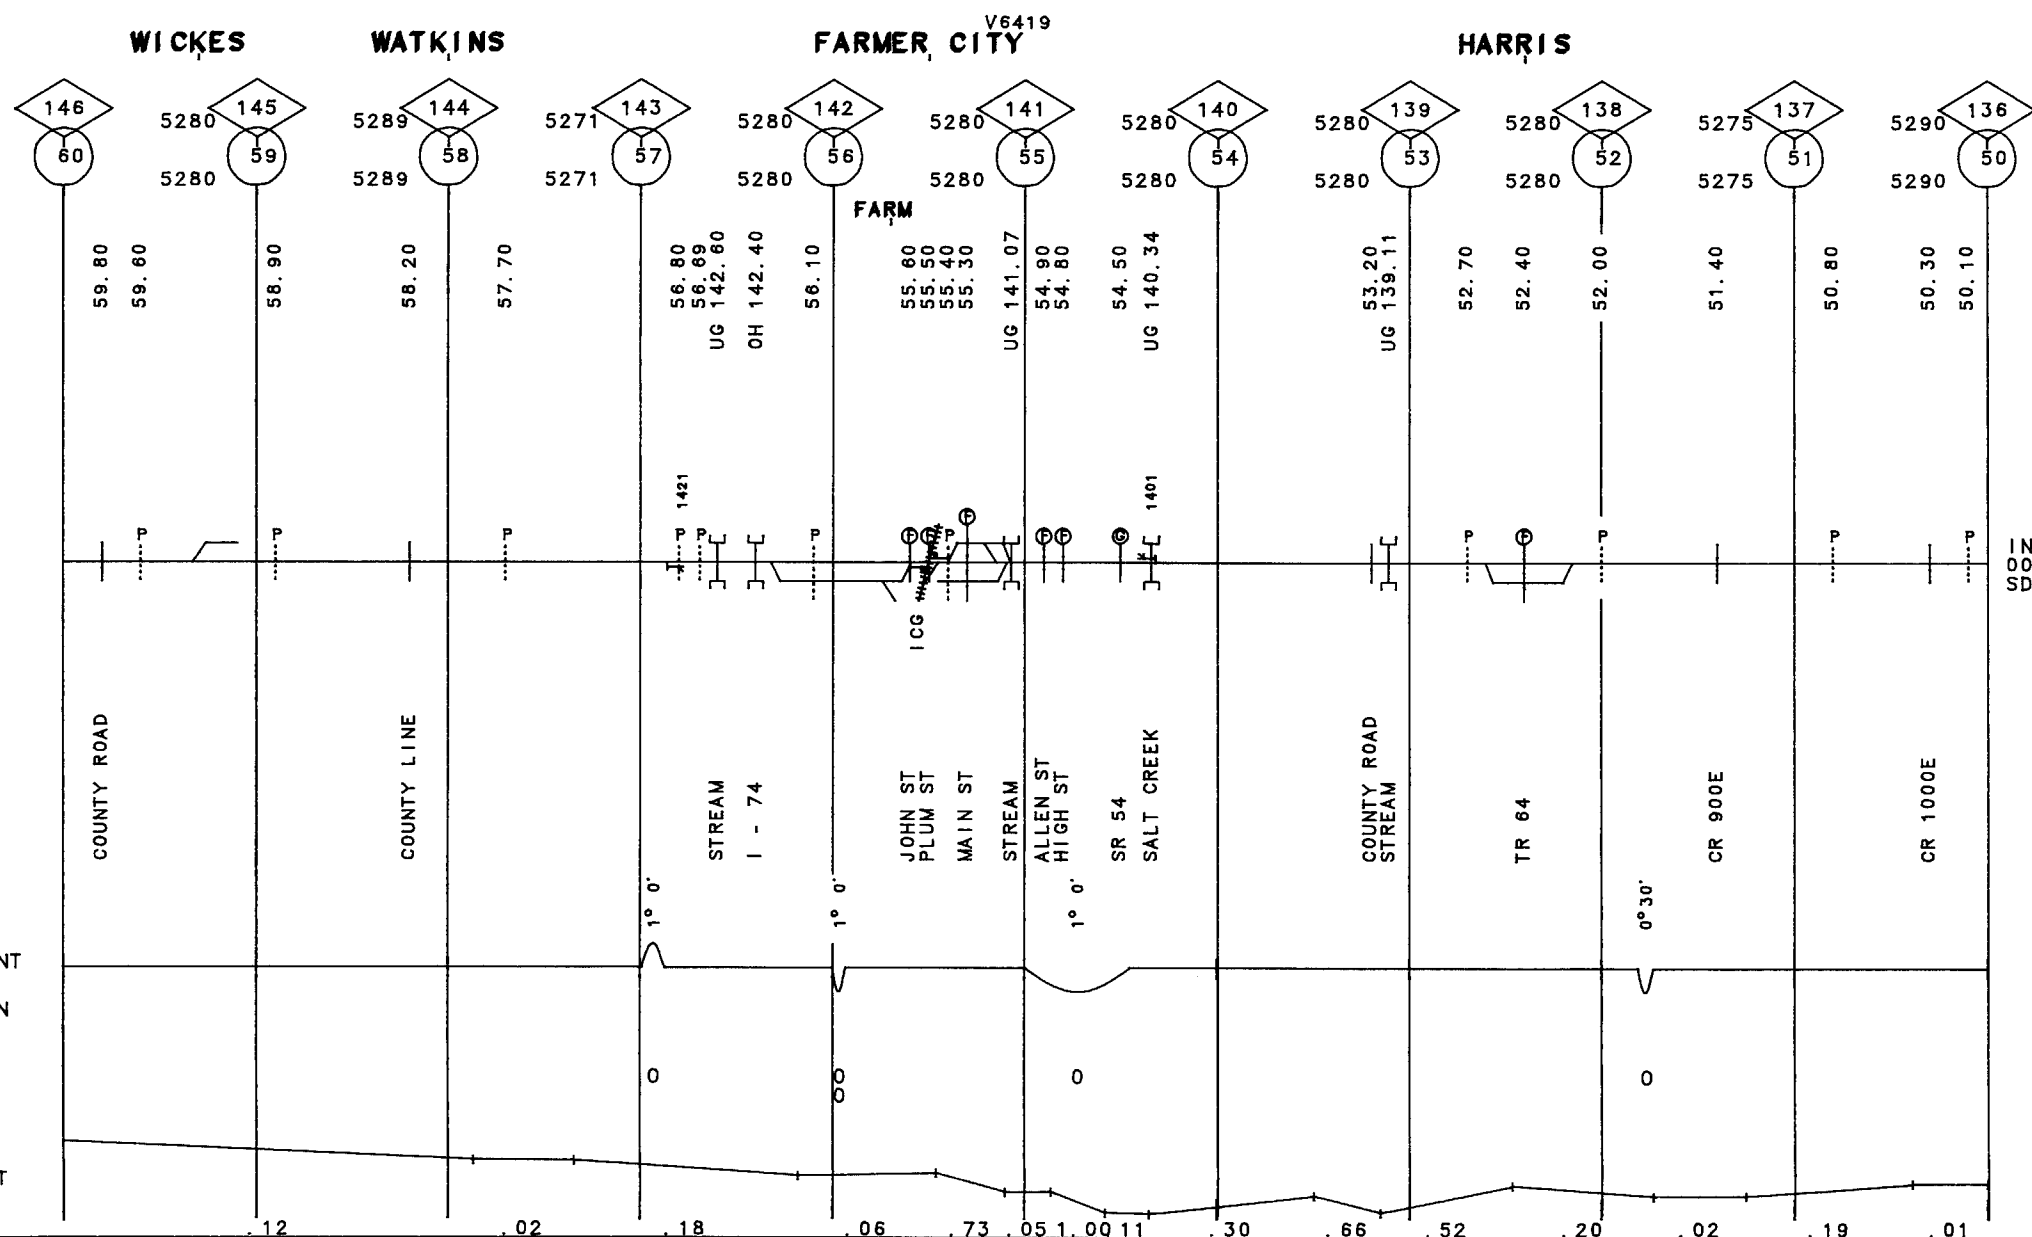 V6419
WICKES WATKINS FARMER CITY HARRIS
146 145 144 143 142 141 140 139 138 137 136
5280 5289 5271 5280 5280 5280 5280 5280 5275 5290
60 59 58 57 56 55 54 53 52 51 50
5280 5289 5271 5280 5280 5280 5280 5280 5275 5290
FARM
59.80
59.60
58.90
58.20
57.70
56.80
56.69
UG 142.60
OH 142.40
56.10
55.60
55.50
55.40
55.30
UG 141.07
54.90
54.80
54.50
UG 140.34
53.20
UG 139.11
52.70
52.40
52.00
51.40
50.80
50.30
50.10
1421
1401
P P P P P P P P P P P
F F F F F G F
IN
00
SD
ICG
COUNTY ROAD
COUNTY LINE
STREAM
I - 74
JOHN ST
PLUM ST
MAIN ST
STREAM
ALLEN ST
HIGH ST
SR 54
SALT CREEK
COUNTY ROAD
STREAM
TR 64
CR 900E
CR 1000E
1° 0'
1° 0'
1° 0'
0°30'
NT
N
0 0 0 0
0
T
.12 .02 .18 .06 .73 .05 1.00 .11 .30 .66 .52 .20 .02 .19 .01